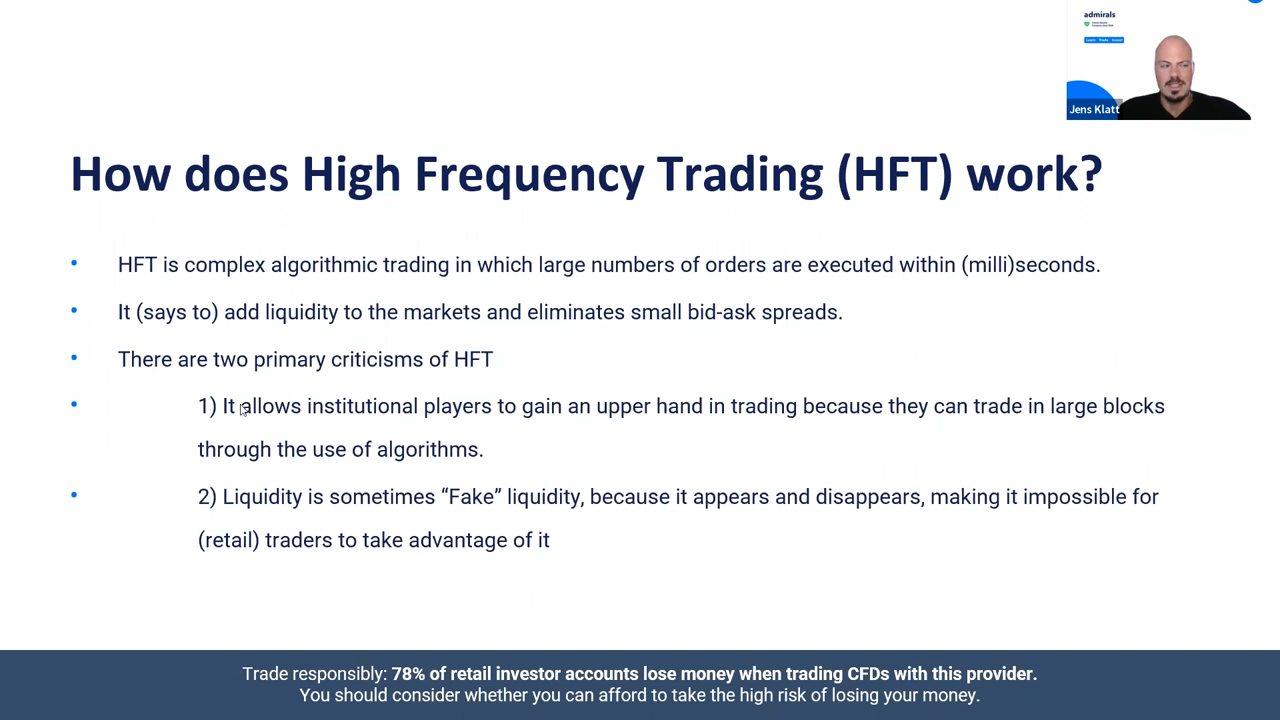 admirals
Jens Klatt
How does High Frequency Trading (HFT) work?
• HFT is complex algorithmic trading in which large numbers of orders are executed within (milli)seconds.
• It (says to) add liquidity to the markets and eliminates small bid-ask spreads.
• There are two primary criticisms of HFT
• 1) It allows institutional players to gain an upper hand in trading because they can trade in large blocks
through the use of algorithms.
• 2) Liquidity is sometimes “Fake” liquidity, because it appears and disappears, making it impossible for
(retail) traders to take advantage of it
Trade responsibly: 78% of retail investor accounts lose money when trading CFDs with this provider.
You should consider whether you can afford to take the high risk of losing your money.